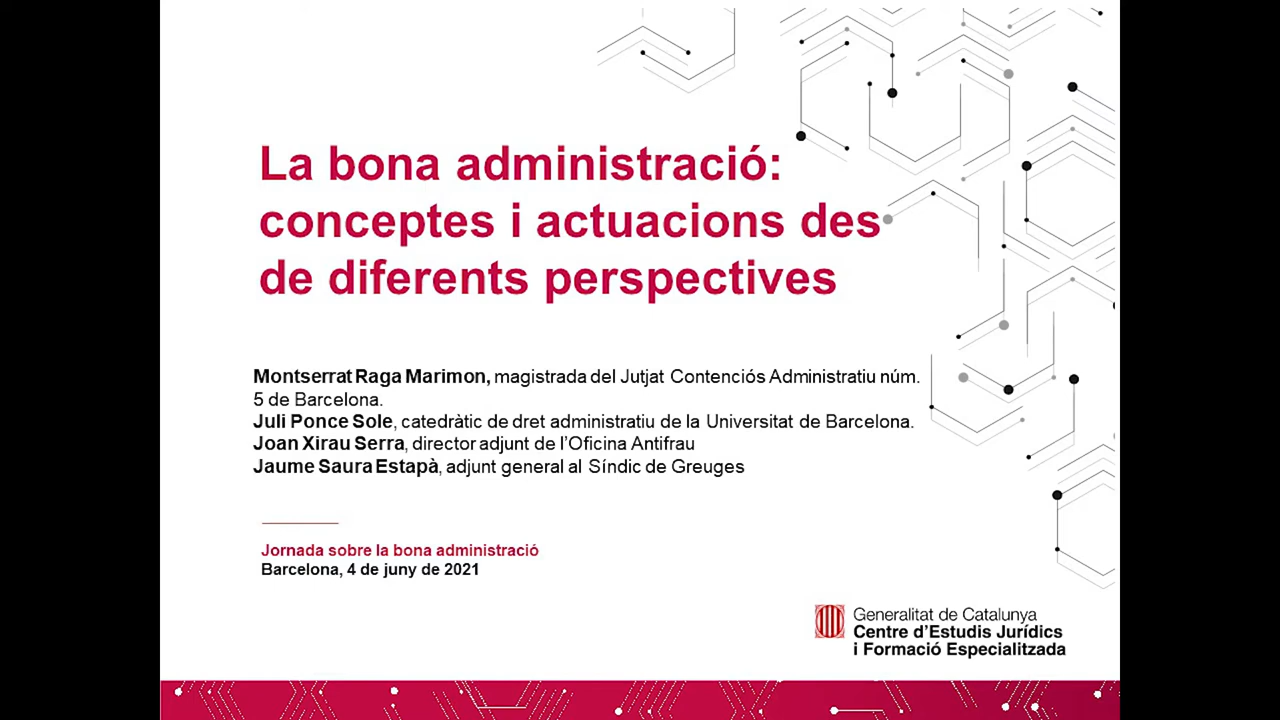 La bona administració:
conceptes i actuacions des
de diferents perspectives
Montserrat Raga Marimon, magistrada del Jutjat Contenciós Administratiu núm.
5 de Barcelona.
Juli Ponce Sole, catedràtic de dret administratiu de la Universitat de Barcelona.
Joan Xirau Serra, director adjunt de l’Oficina Antifrau
Jaume Saura Estapà, adjunt general al Síndic de Greuges
Jornada sobre la bona administració
Barcelona, 4 de juny de 2021
Generalitat de Catalunya
Centre d’Estudis Jurídics
i Formació Especialitzada